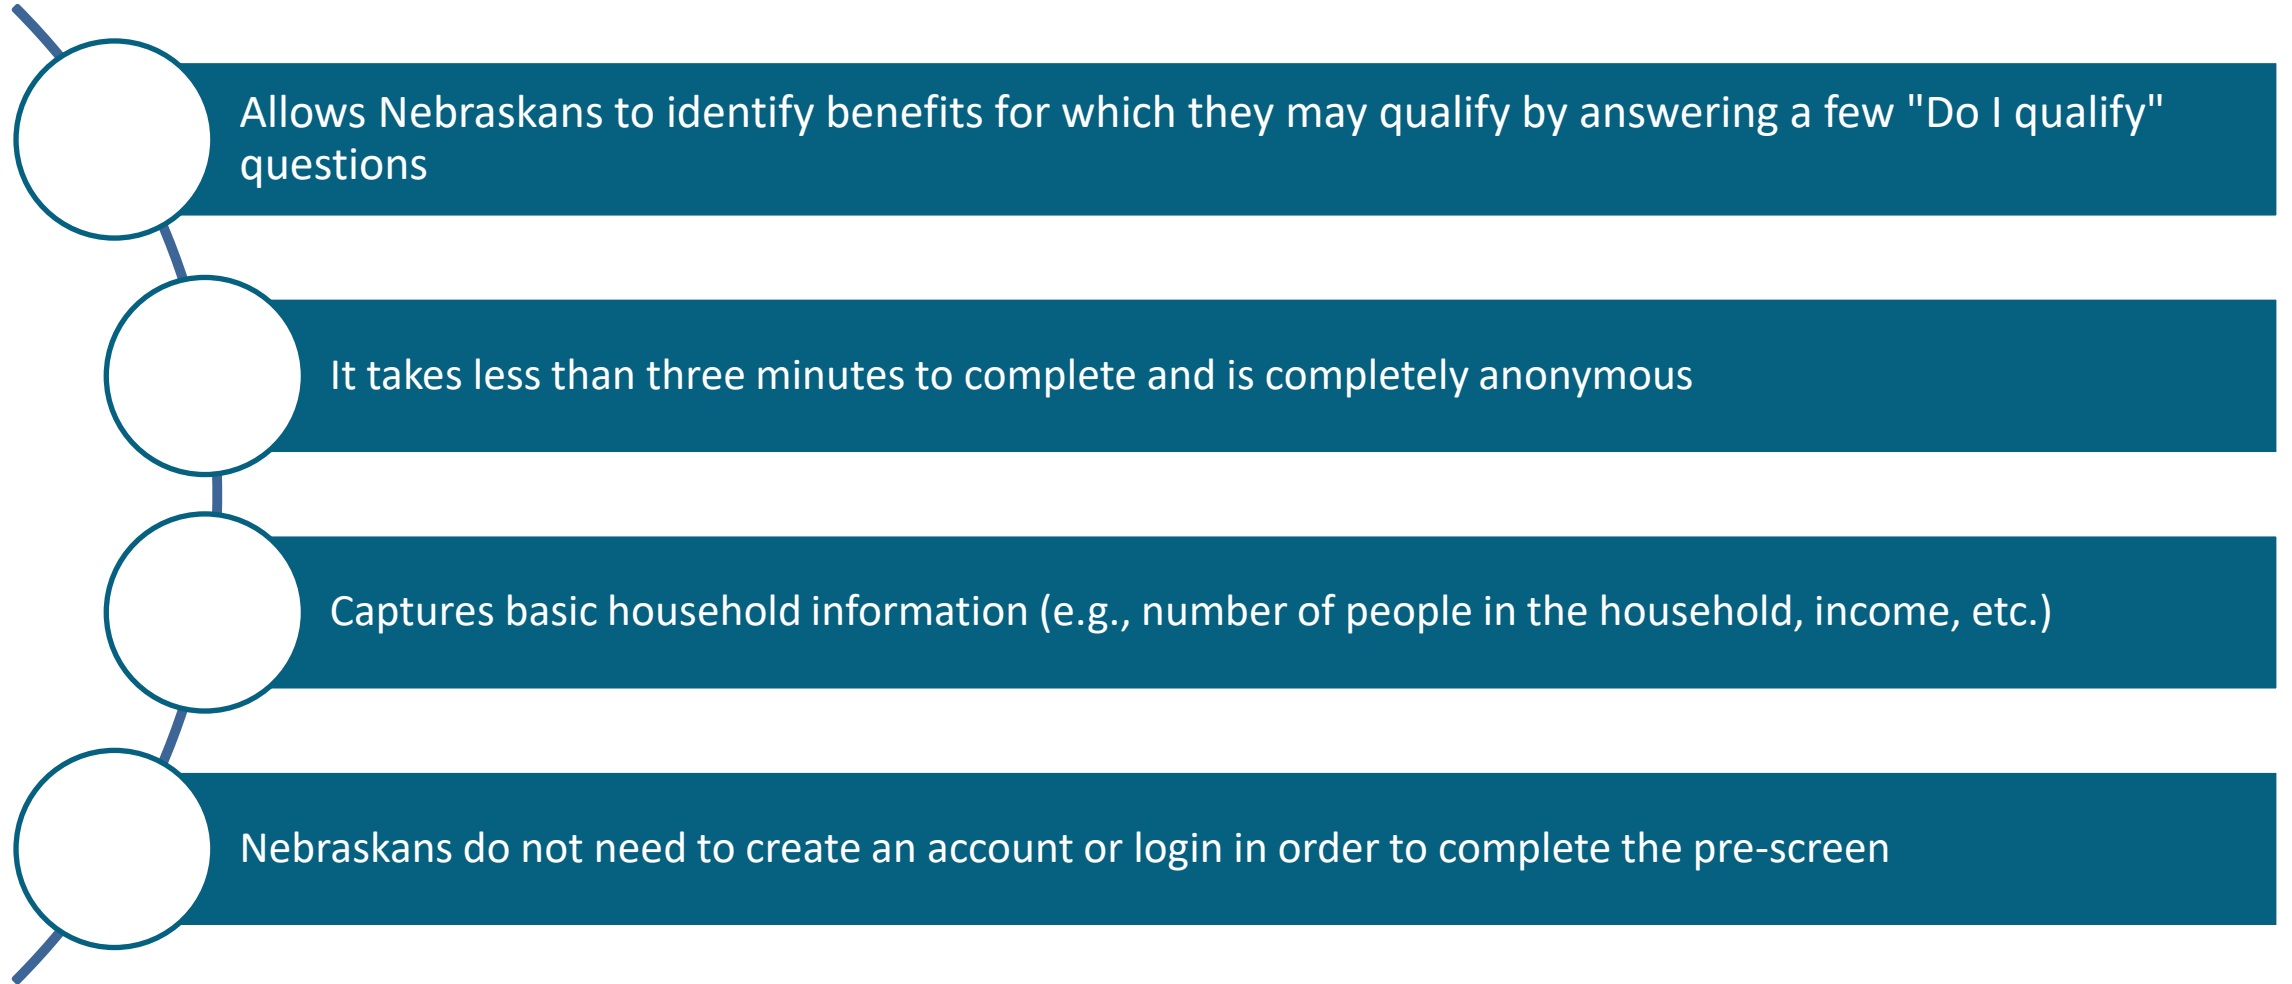 Allows Nebraskans to identify benefits for which they may qualify by answering a few "Do I qualify"
questions
It takes less than three minutes to complete and is completely anonymous
Captures basic household information (e.g., number of people in the household, income, etc.)
Nebraskans do not need to create an account or login in order to complete the pre-screen